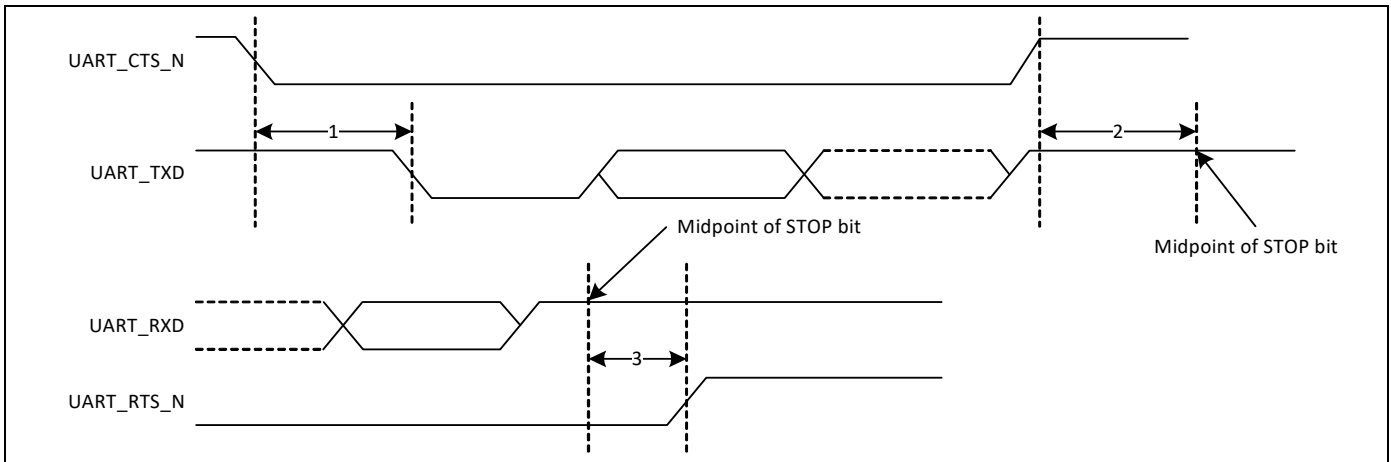 UART_CTS_N
1
2
UART_TXD
Midpoint of STOP bit
Midpoint of STOP bit
UART_RXD
3
UART_RTS_N